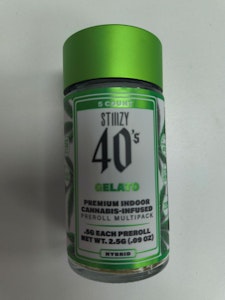 5 COUNT
STIIIZY
40's
GELATO
PREMIUM INDOOR
CANNABIS-INFUSED
PREROLL MULTIPACK
.5G EACH PREROLL
NET WT. 2.5G (.09 OZ)
HYBRID